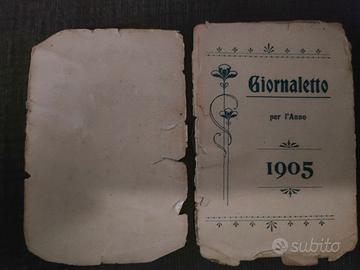 Giornaletto
per l'Anno
1905
subito